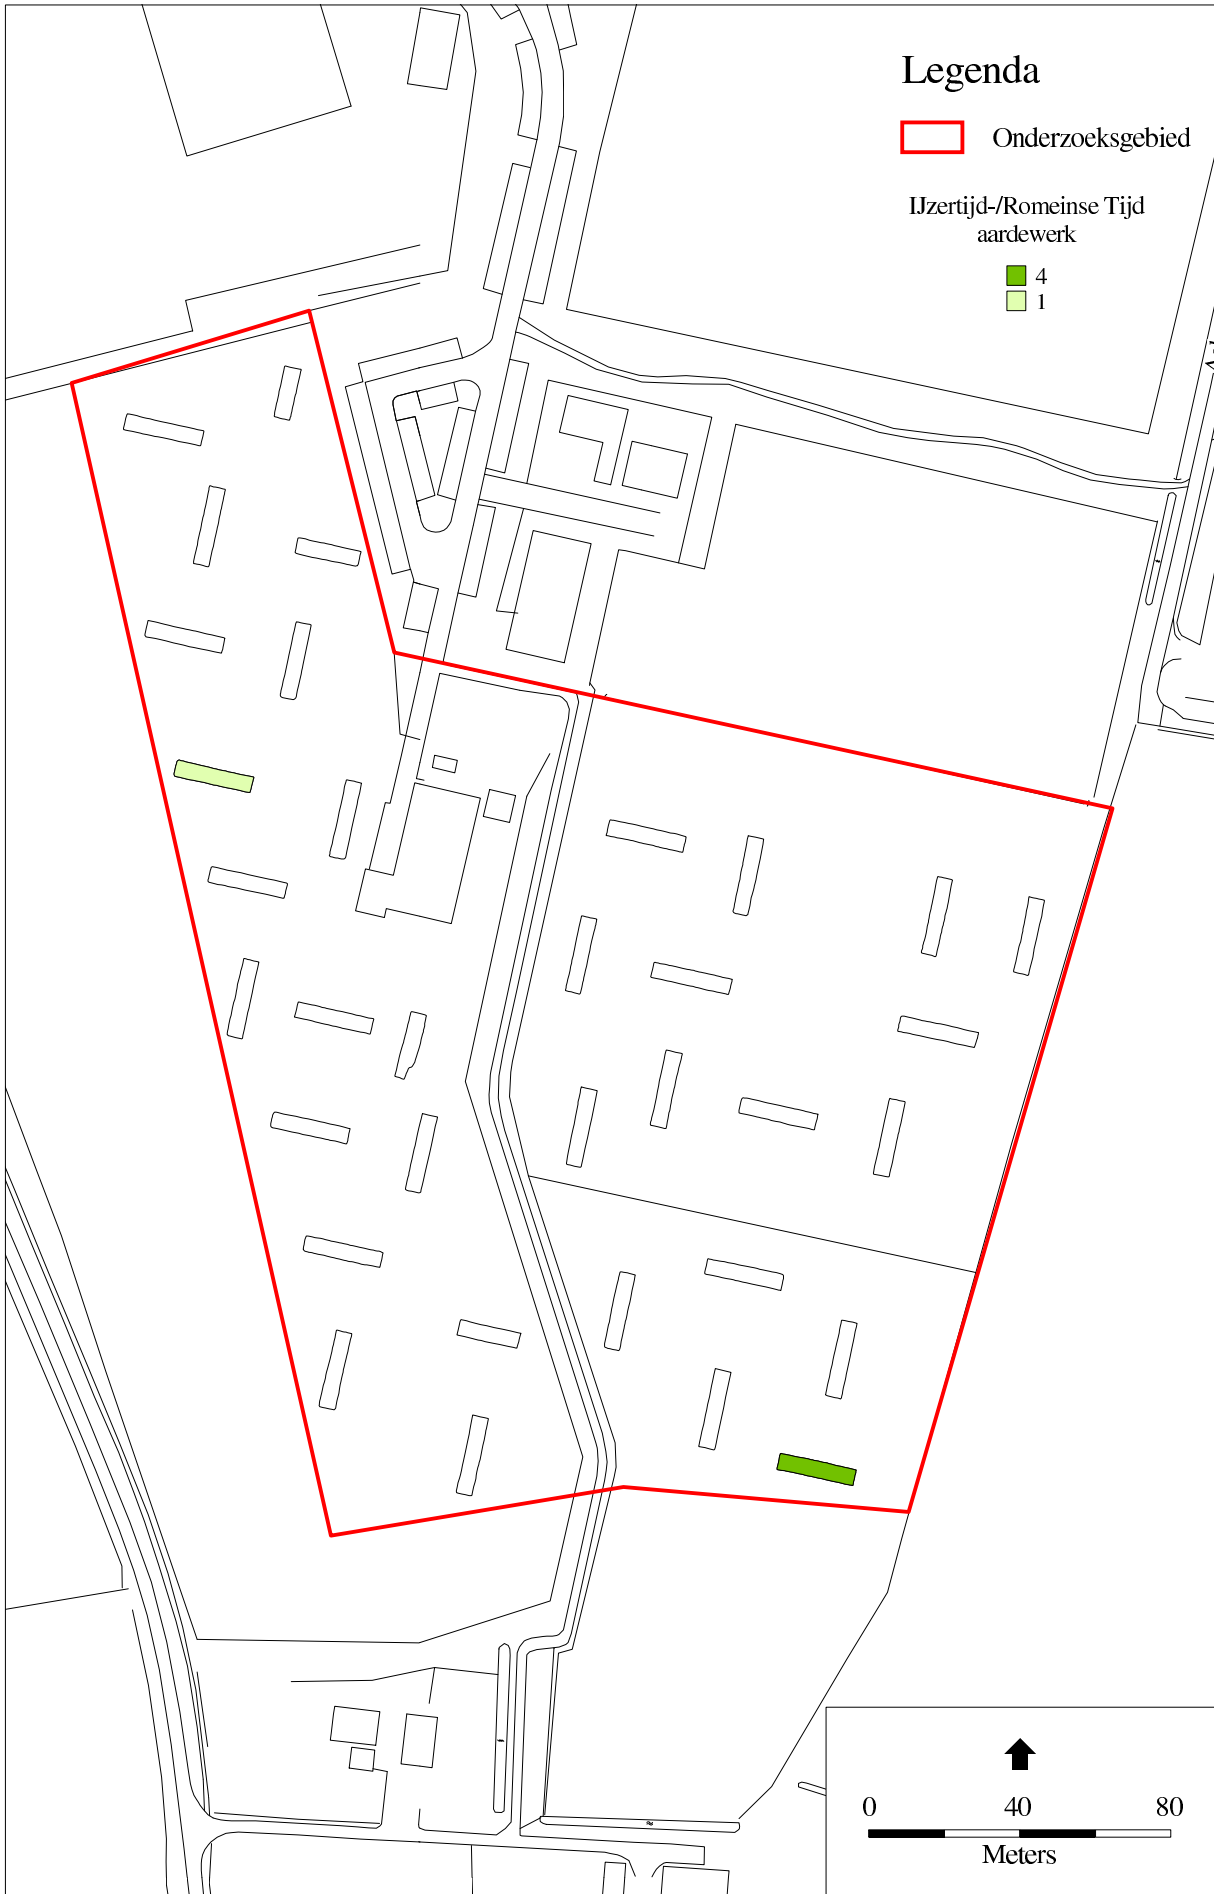 Legenda
Onderzoeksgebied
IJzertijd-/Romeinse Tijd
aardewerk
4
1
0 40 80
Meters